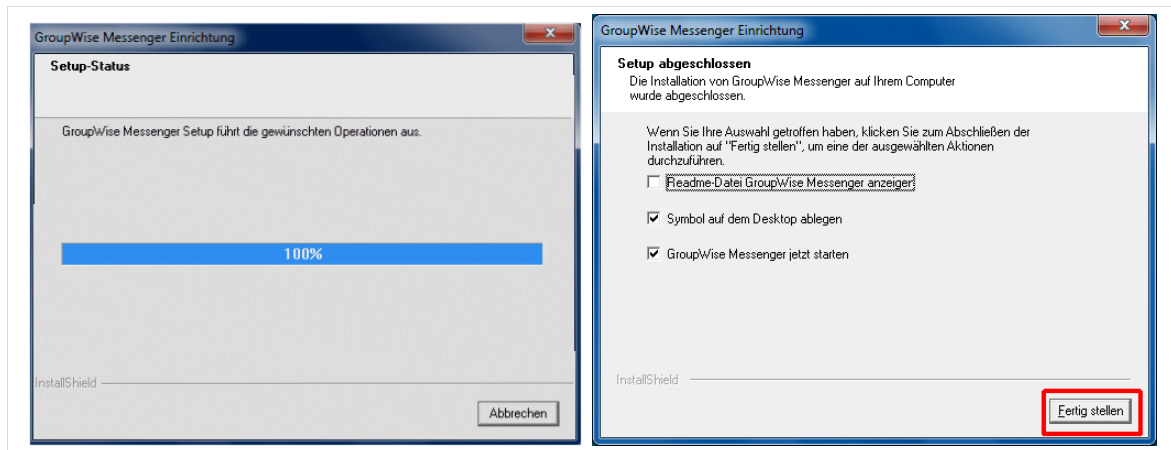 GroupWise Messenger Einrichtung
Setup-Status
GroupWise Messenger Setup führt die gewünschten Operationen aus.
100%
InstallShield
Abbrechen
GroupWise Messenger Einrichtung
Setup abgeschlossen
Die Installation von GroupWise Messenger auf Ihrem Computer
wurde abgeschlossen.
Wenn Sie Ihre Auswahl getroffen haben, klicken Sie zum Abschließen der
Installation auf "Fertig stellen", um eine der ausgewählten Aktionen
durchzuführen.
Readme-Datei GroupWise Messenger anzeigen
Symbol auf dem Desktop ablegen
GroupWise Messenger jetzt starten
InstallShield
Fertig stellen